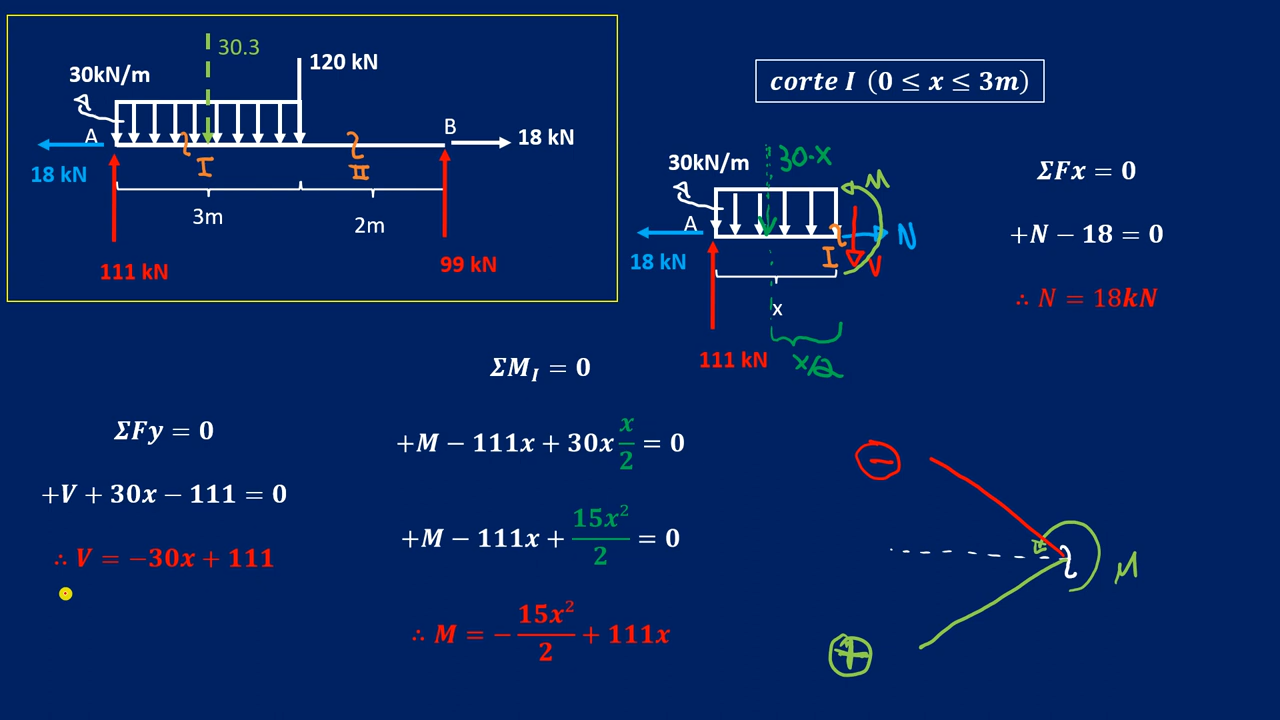 30.3
120 kN
30kN/m
A
B
18 kN
18 kN
I
II
3m
2m
111 kN
99 kN
corte I (0 ≤ x ≤ 3m)
30·x
30kN/m
M
A
N
18 kN
I
V
x
x/2
111 kN
ΣFx = 0
+N − 18 = 0
∴ N = 18kN
ΣM_I = 0
+M − 111x + 30x x/2 = 0
+M − 111x + 15x²/2 = 0
∴ M = − 15x²/2 + 111x
ΣFy = 0
+V + 30x − 111 = 0
∴ V = −30x + 111
−
M
+